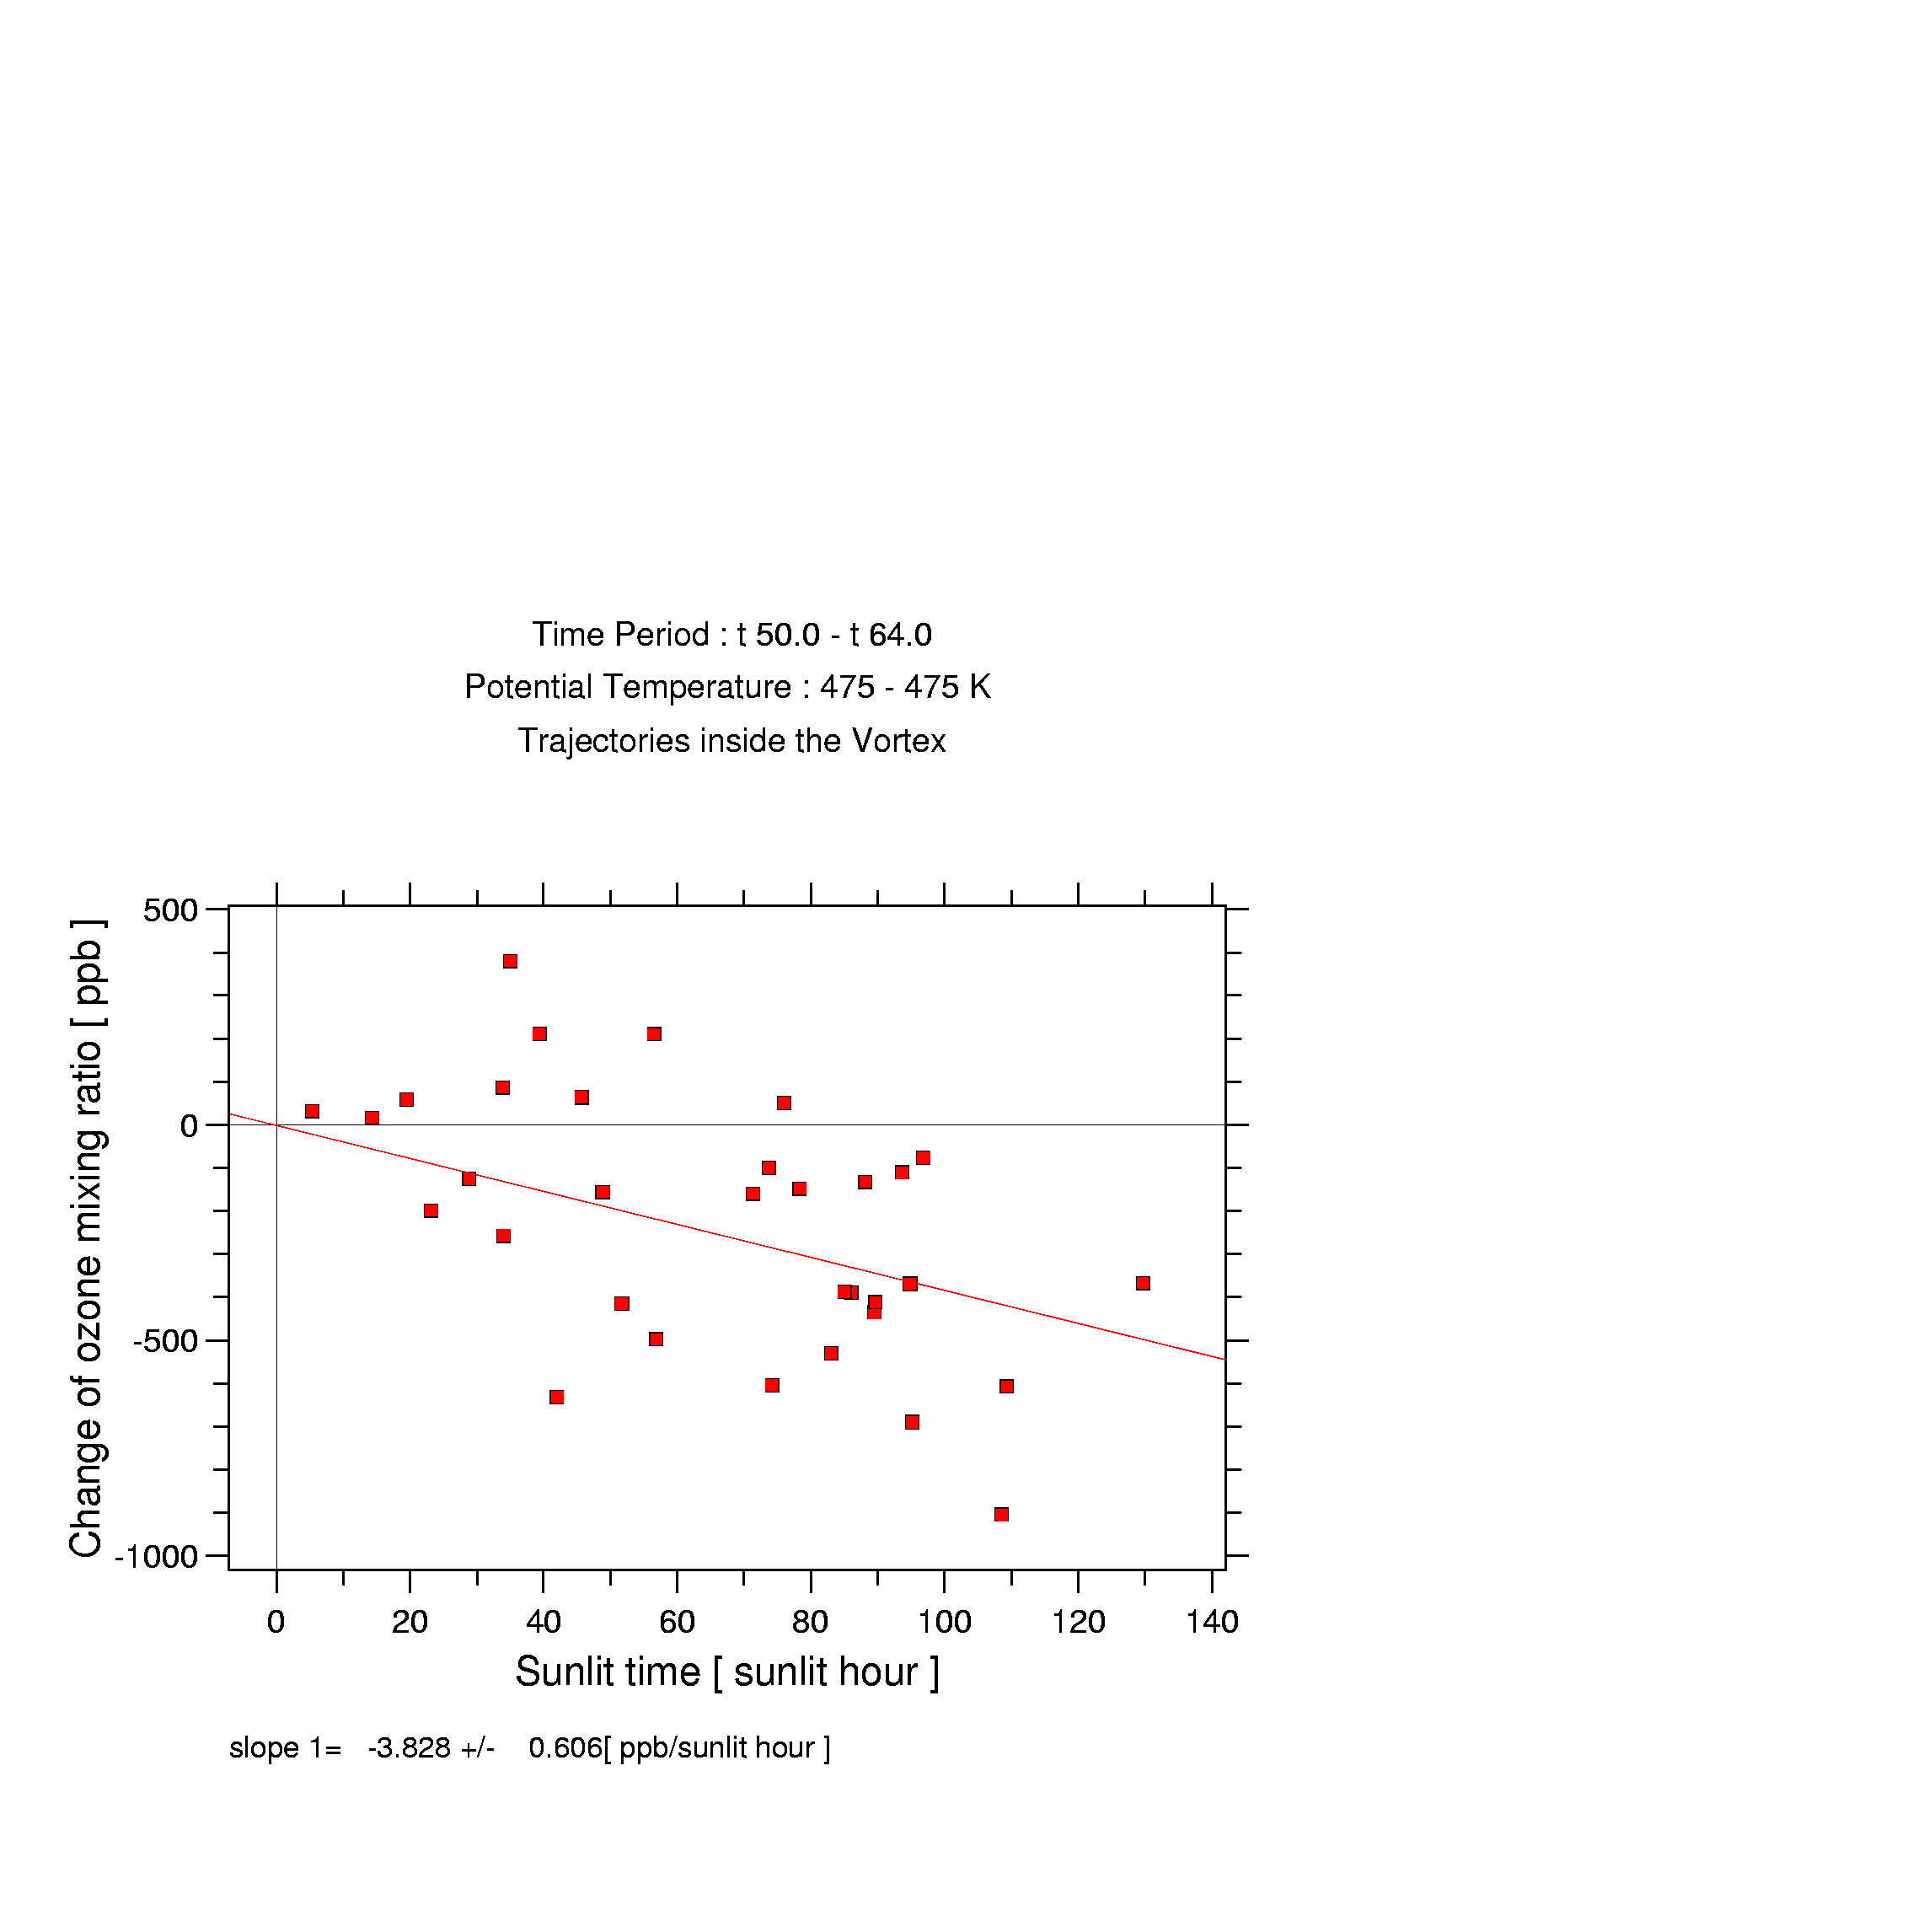 Time Period : t 50.0 - t 64.0
Potential Temperature : 475 - 475 K
Trajectories inside the Vortex
Change of ozone mixing ratio [ ppb ]
500
0
-500
-1000
0 20 40 60 80 100 120 140
Sunlit time [ sunlit hour ]
slope 1= -3.828 +/- 0.606[ ppb/sunlit hour ]